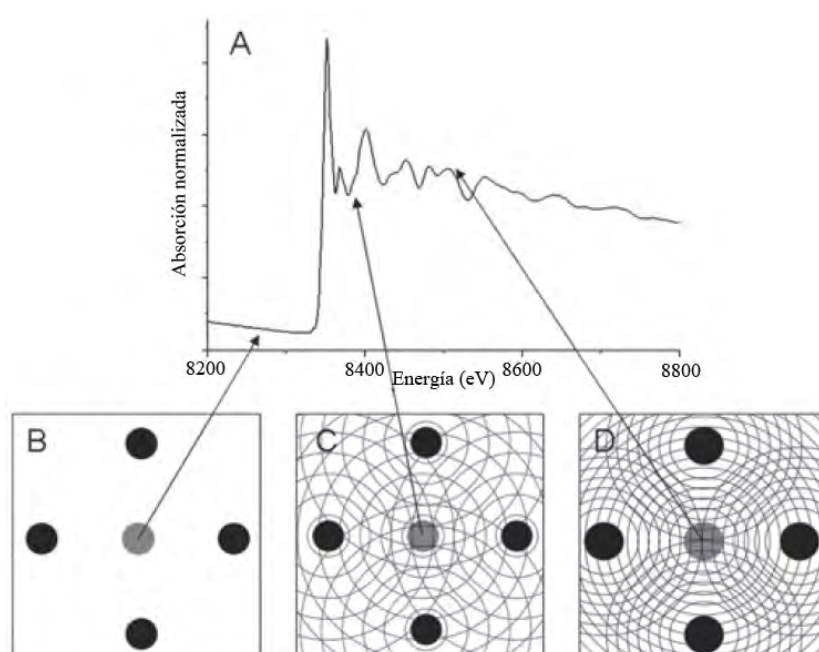 A
Absorción normalizada
8200
8400
8600
8800
Energía (eV)
B
C
D